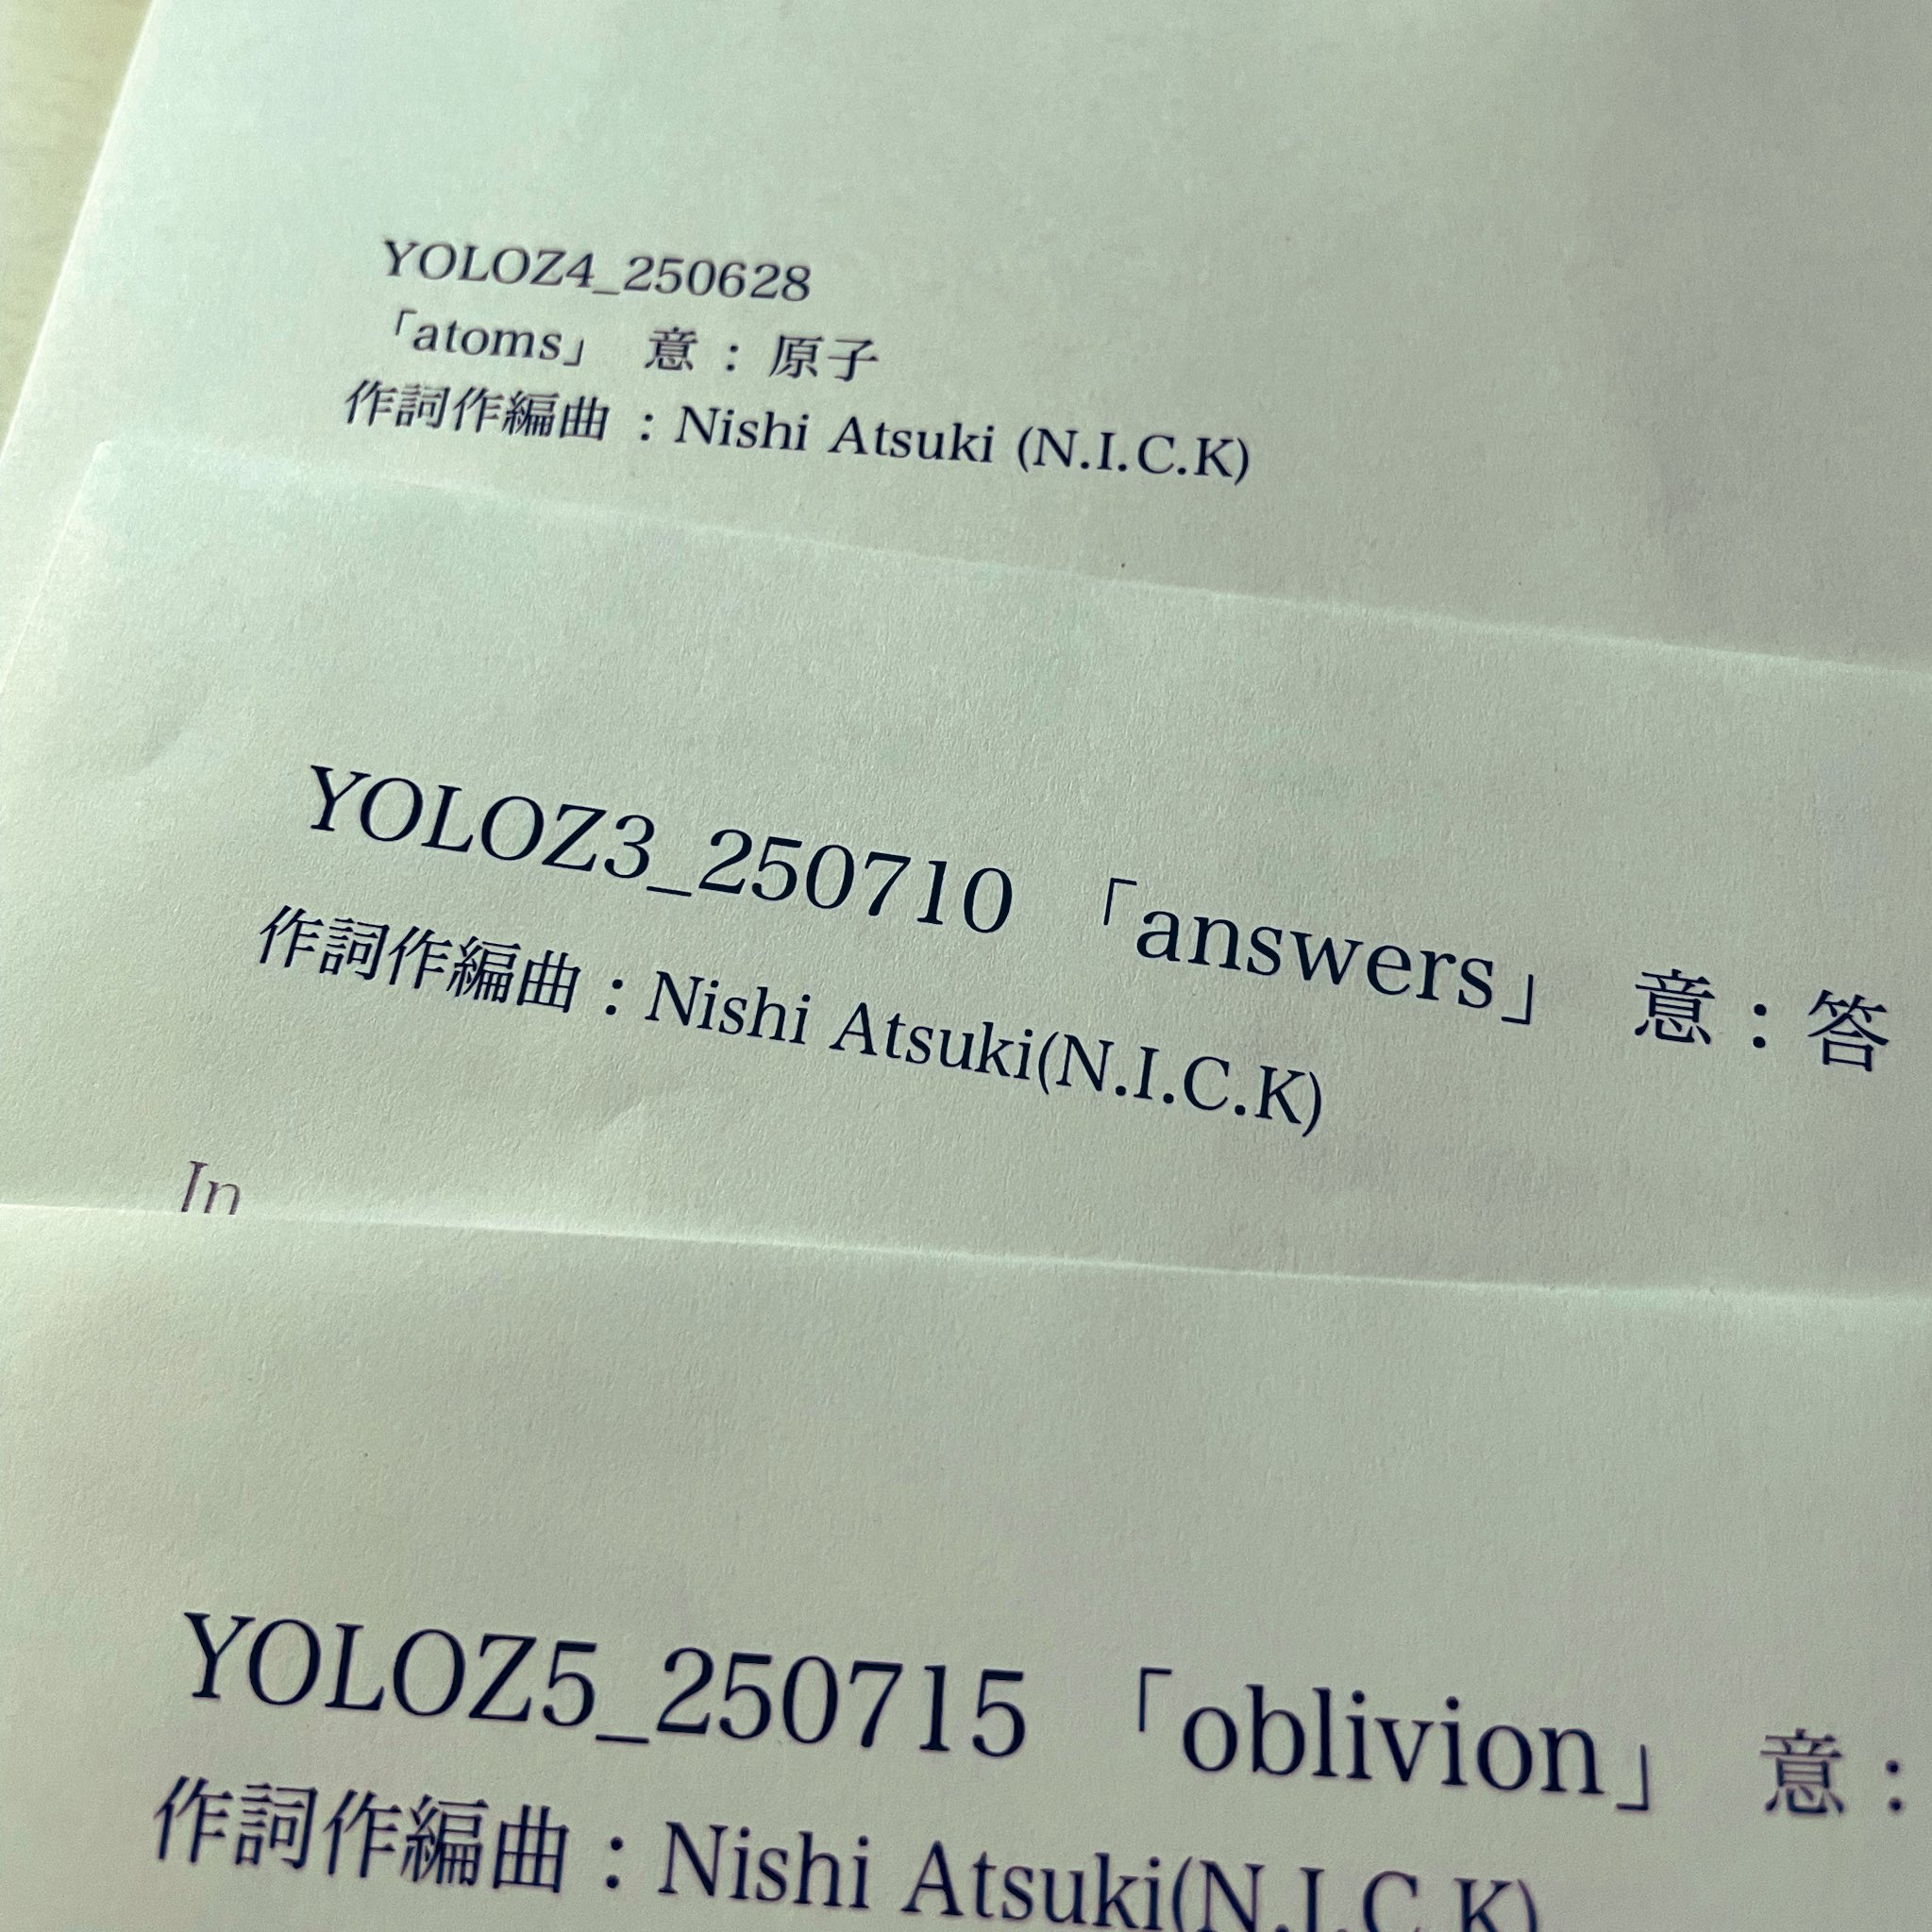 YOLOZ4_250628
「atoms」 意 : 原子
作詞作編曲 : Nishi Atsuki (N.I.C.K)
YOLOZ3_250710 「answers」 意：答
作詞作編曲：Nishi Atsuki(N.I.C.K)
In
YOLOZ5_250715 「oblivion」 意：
作詞作編曲：Nishi Atsuki(N.I.C.K)